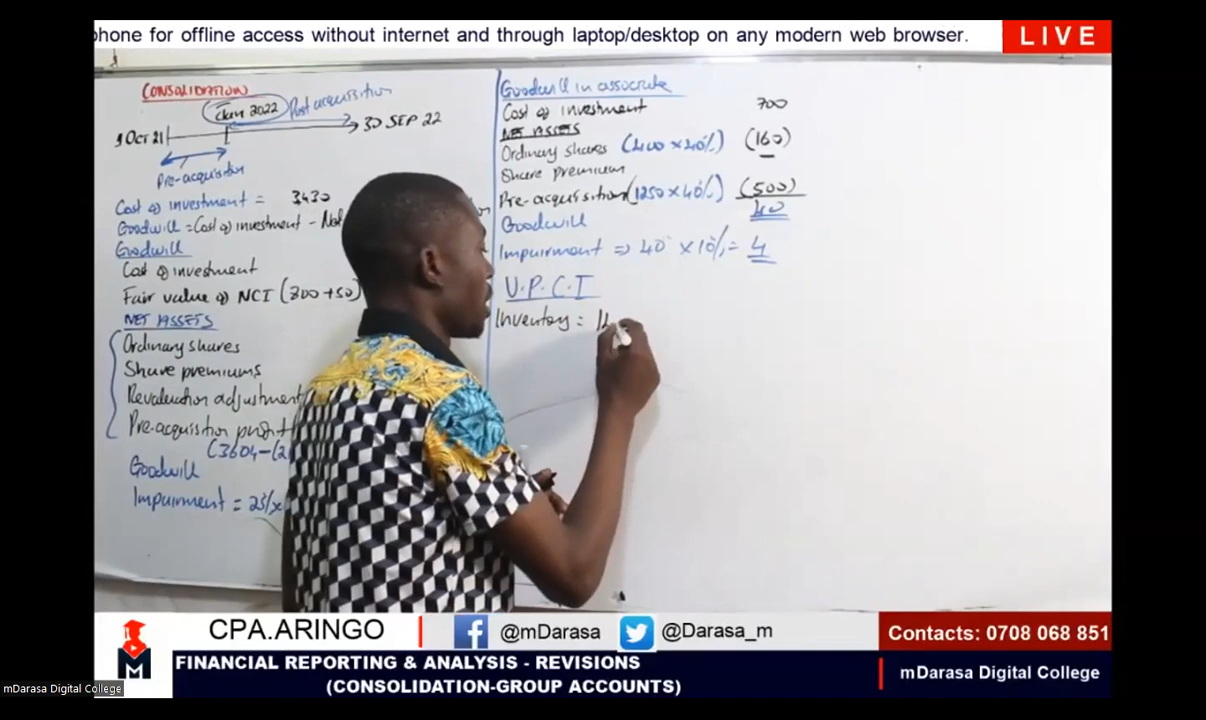 phone for offline access without internet and through laptop/desktop on any modern web browser.
LIVE
CONSOLIDATION
Jan 2022
Post acquisition
1 Oct 21
30 SEP 22
Pre-acquisition
Cost of investment = 3430
Goodwill = Cost of investment - Net
Goodwill
Cost of investment
Fair value of NCI (800+50)
NET ASSETS
Ordinary shares
Share premiums
Revaluation adjustment
Pre-acquisition profit
(3604-(2
Goodwill
Impairment = 25%
Goodwill in associate
Cost of investment 700
NET ASSETS
Ordinary shares (400 x 40%) (160)
Share premium
Pre-acquisition (1250 x 40%) (500)
Goodwill 40
Impairment => 40 x 10% = 4
U.P.C.I
Inventory =
CPA.ARINGO
@mDarasa
@Darasa_m
Contacts: 0708 068 851
M
FINANCIAL REPORTING & ANALYSIS - REVISIONS
(CONSOLIDATION-GROUP ACCOUNTS)
mDarasa Digital College
mDarasa Digital College